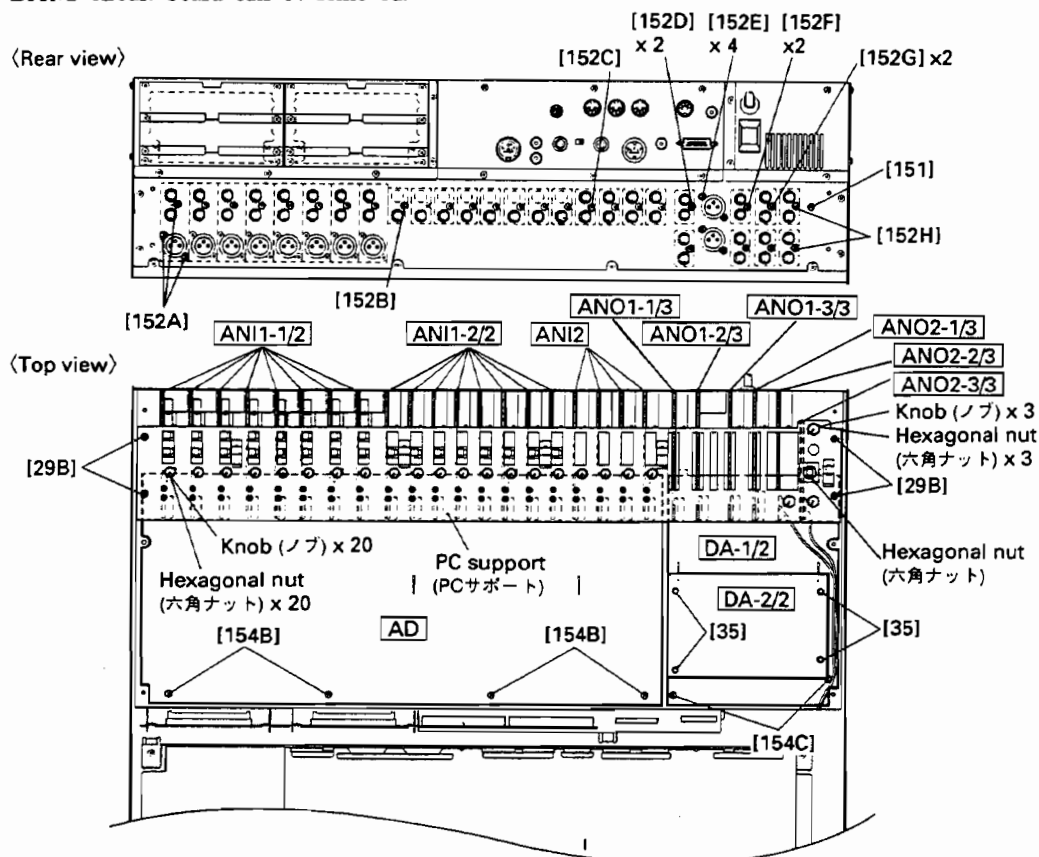 [152D] x 2
[152E] x 4
[152F] x2
[152G] x2
[152C]
〈Rear view〉
[151]
[152H]
[152B]
[152A]
ANO1-1/3
ANO1-3/3
ANI1-1/2
ANI1-2/2
ANI2
ANO1-2/3
ANO2-1/3
〈Top view〉
ANO2-2/3
ANO2-3/3
Knob (ノブ) x 3
Hexagonal nut
(六角ナット) x 3
[29B]
[29B]
Knob (ノブ) x 20
PC support
(PCサポート)
DA-1/2
Hexagonal nut
(六角ナット)
Hexagonal nut
(六角ナット) x 20
DA-2/2
AD
[35]
[35]
[154B]
[154B]
[154C]